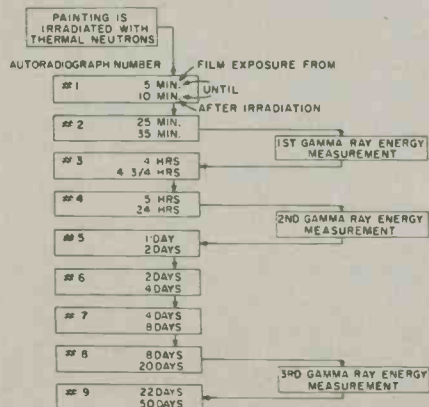 PAINTING IS
IRRADIATED WITH
THERMAL NEUTRONS
AUTORADIOGRAPH NUMBER
FILM EXPOSURE FROM
#1 5 MIN.
UNTIL
10 MIN.
AFTER IRRADIATION
#2 25 MIN.
35 MIN.
1ST GAMMA RAY ENERGY
MEASUREMENT
#3 4 HRS
4 3/4 HRS
#4 5 HRS
24 HRS
2ND GAMMA RAY ENERGY
MEASUREMENT
#5 1 DAY
2 DAYS
#6 2 DAYS
4 DAYS
#7 4 DAYS
8 DAYS
#8 8 DAYS
20 DAYS
3RD GAMMA RAY ENERGY
MEASUREMENT
#9 22 DAYS
50 DAYS